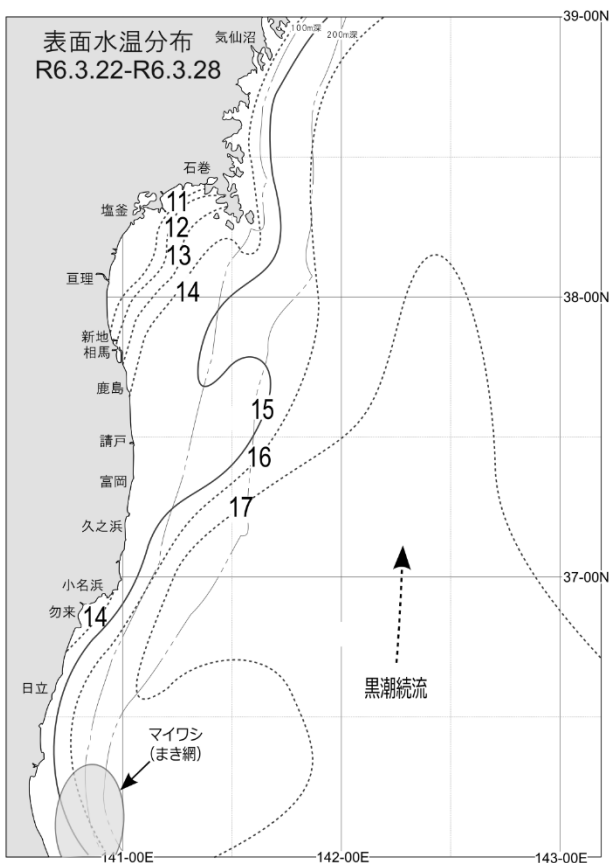 表面水温分布
R6.3.22-R6.3.28
気仙沼
100m深
200m深
39-00N
石巻
塩釜
11
12
13
14
亘理
38-00N
新地
相馬
鹿島
15
請戸
16
富岡
17
久之浜
37-00N
小名浜
14
勿来
黒潮続流
日立
マイワシ
(まき網)
141-00E
142-00E
143-00E